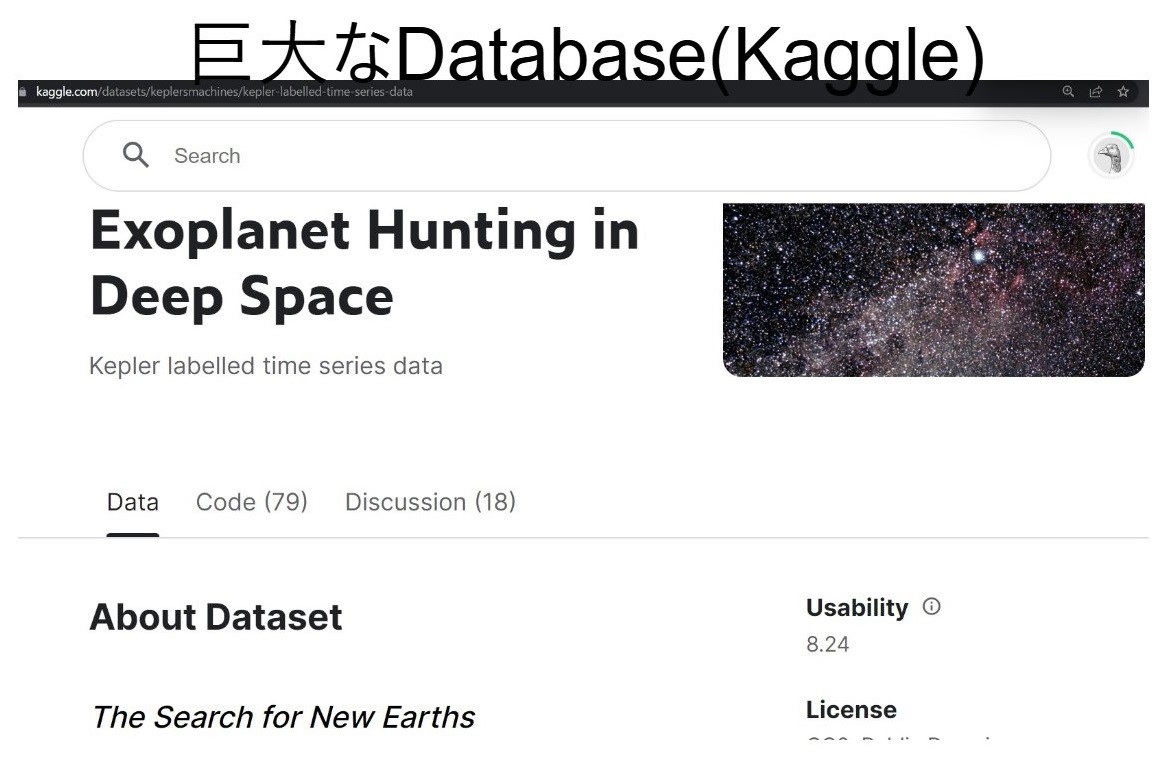 巨大なDatabase(Kaggle)
kaggle.com/datasets/keplersmachines/kepler-labelled-time-series-data
Search
Exoplanet Hunting in
Deep Space
Kepler labelled time series data
Data Code (79) Discussion (18)
About Dataset
Usability
8.24
The Search for New Earths
License